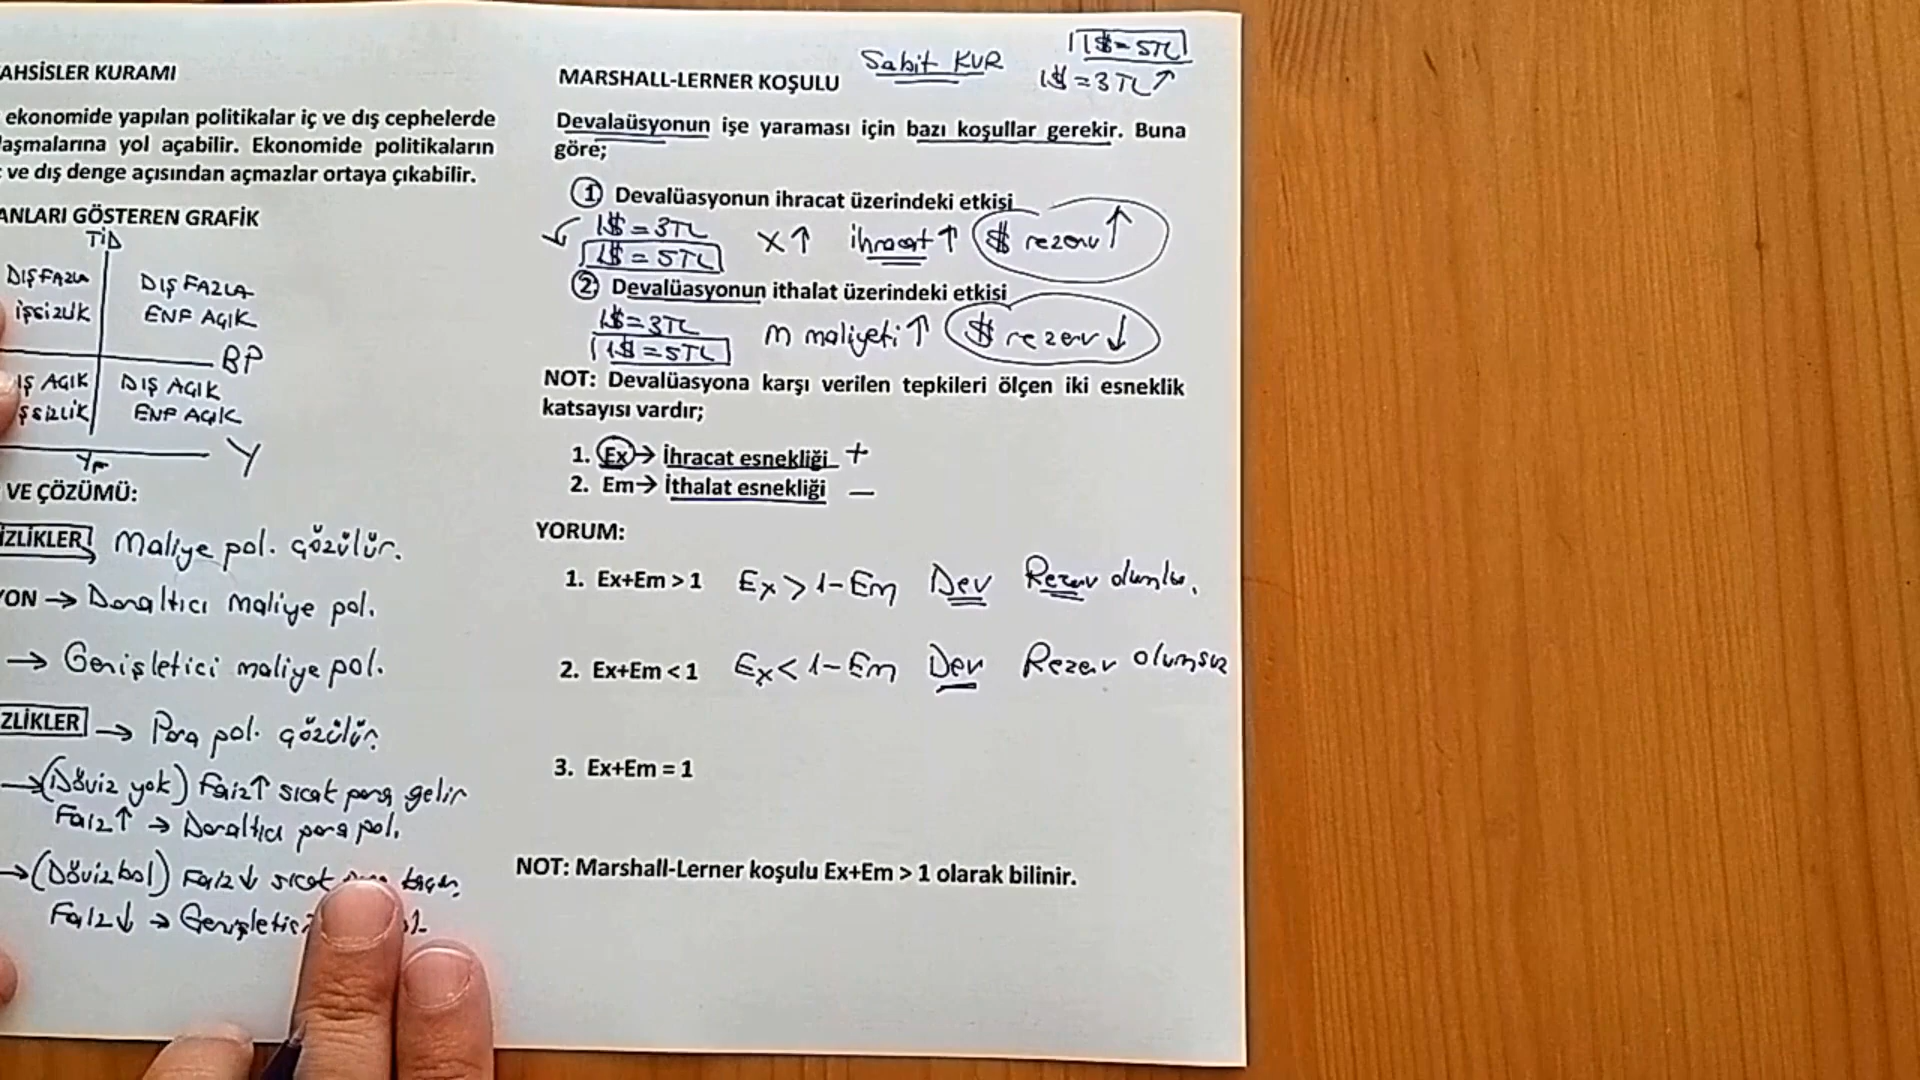 AHSİSLER KURAMI
ekonomide yapılan politikalar iç ve dış cephelerde
aşmalarına yol açabilir. Ekonomide politikaların
ve dış denge açısından açmazlar ortaya çıkabilir.
ANLARI GÖSTEREN GRAFİK
TİD
DIŞ FAZLA
DIŞ FAZLA
İŞSİZLİK
ENF AÇIK
BP
IŞ AÇIK
DIŞ AÇIK
ŞSİZLİK
ENF AÇIK
Y
YF
VE ÇÖZÜMÜ:
İZLİKLER Maliye pol. çözülür.
YON → Daraltıcı maliye pol.
→ Genişletici maliye pol.
ZLİKLER → Para pol. çözülür.
→ (Döviz yok) Faiz↑ sıcak para gelir
Faiz↑ → Daraltıcı para pol.
→ (Döviz bol) Faiz↓ sıcak
Faiz↓ →
Sabit KUR
1$ = 5TL
1$ = 3TL ↑
MARSHALL-LERNER KOŞULU
Devalaüsyonun işe yaraması için bazı koşullar gerekir. Buna
göre;
1 Devalüasyonun ihracat üzerindeki etkisi
1$ = 3TL
1$ = 5TL
X↑ ihracat↑ $ rezerv↑
2 Devalüasyonun ithalat üzerindeki etkisi
1$ = 3TL
1$ = 5TL
m maliyeti↑ $ rezerv↓
NOT: Devalüasyona karşı verilen tepkileri ölçen iki esneklik
katsayısı vardır;
1. Ex→ İhracat esnekliği +
2. Em→ İthalat esnekliği —
YORUM:
1. Ex+Em > 1 Ex > 1-Em Dev Rezerv olumlu.
2. Ex+Em < 1 Ex < 1-Em Dev Rezerv olumsuz
3. Ex+Em = 1
NOT: Marshall-Lerner koşulu Ex+Em > 1 olarak bilinir.